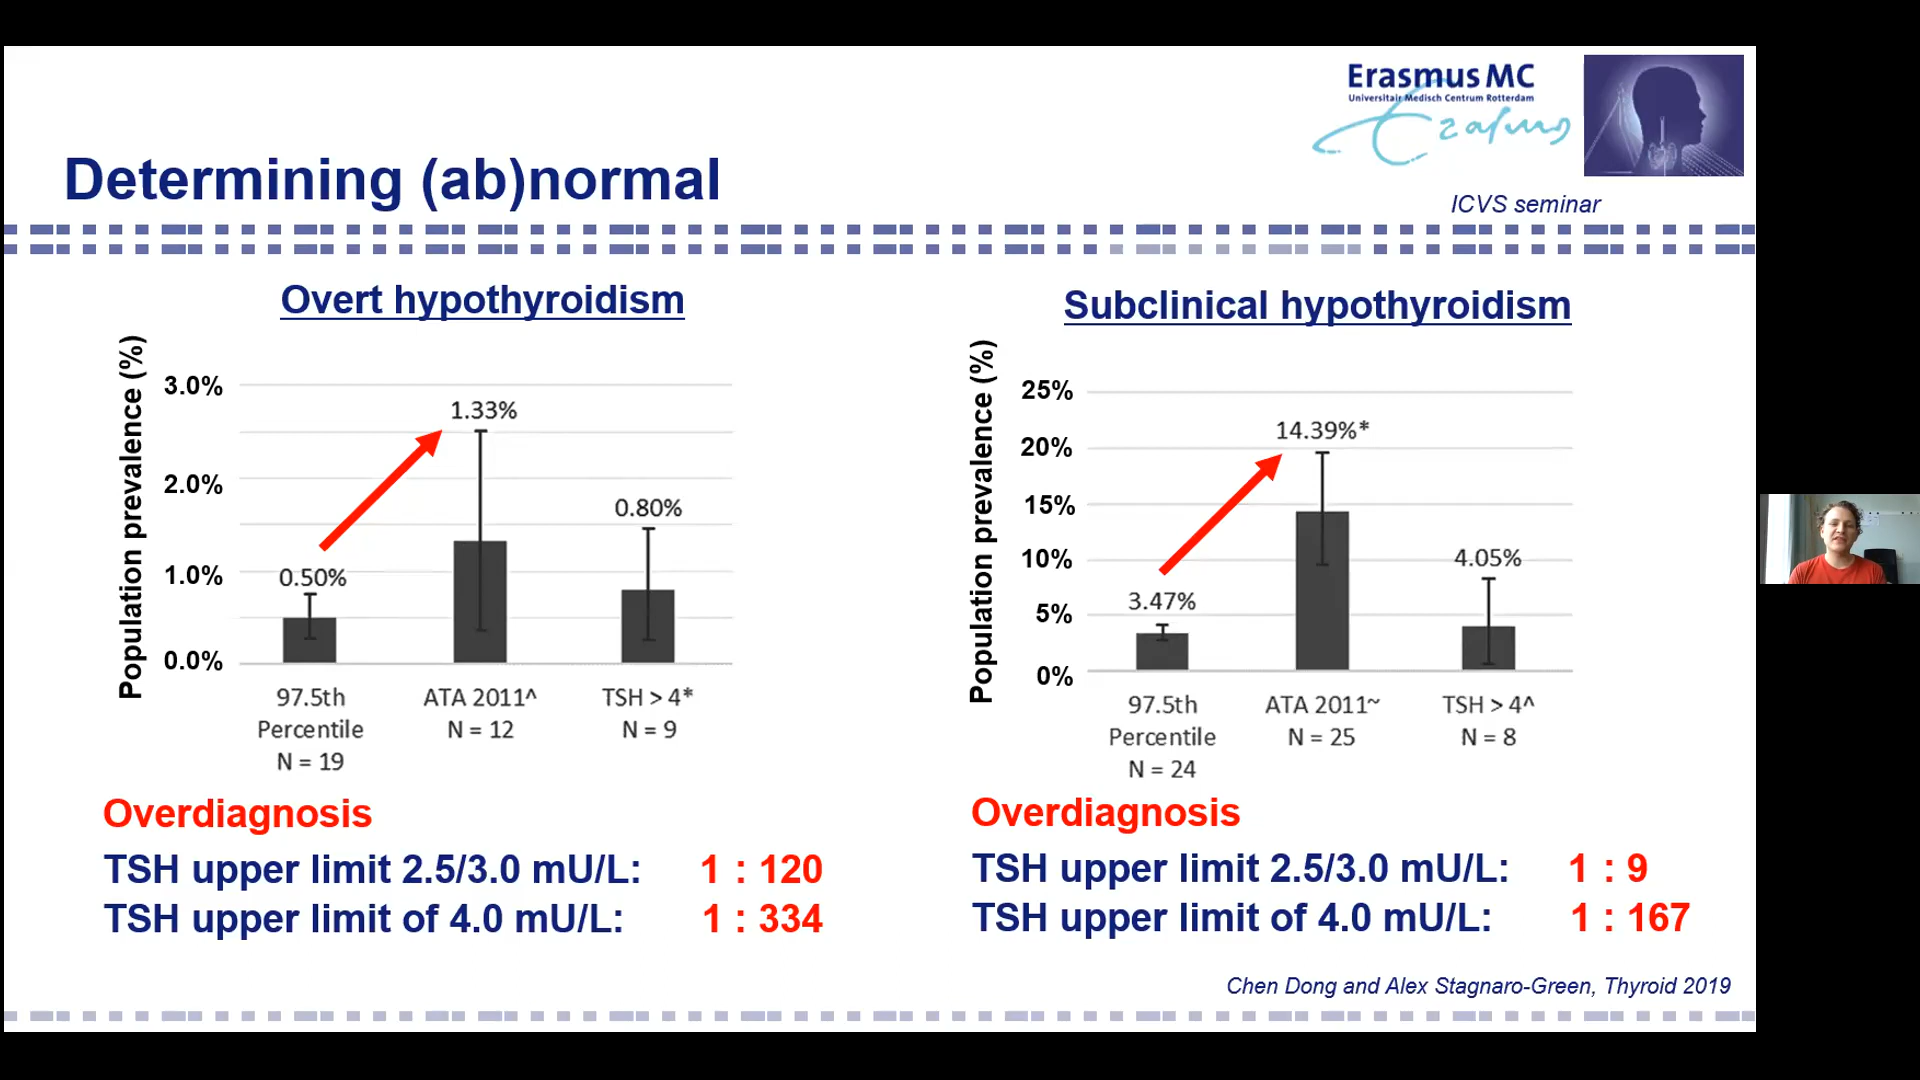 Erasmus MC
Universitair Medisch Centrum Rotterdam
Erasmus
Determining (ab)normal
ICVS seminar
Overt hypothyroidism
Population prevalence (%)
3.0%
2.0%
1.0%
0.0%
1.33%
0.80%
0.50%
97.5th
Percentile
N = 19
ATA 2011^
N = 12
TSH > 4*
N = 9
Overdiagnosis
TSH upper limit 2.5/3.0 mU/L: 1 : 120
TSH upper limit of 4.0 mU/L: 1 : 334
Subclinical hypothyroidism
Population prevalence (%)
25%
20%
15%
10%
5%
0%
14.39%*
4.05%
3.47%
97.5th
Percentile
N = 24
ATA 2011~
N = 25
TSH > 4^
N = 8
Overdiagnosis
TSH upper limit 2.5/3.0 mU/L: 1 : 9
TSH upper limit of 4.0 mU/L: 1 : 167
Chen Dong and Alex Stagnaro-Green, Thyroid 2019